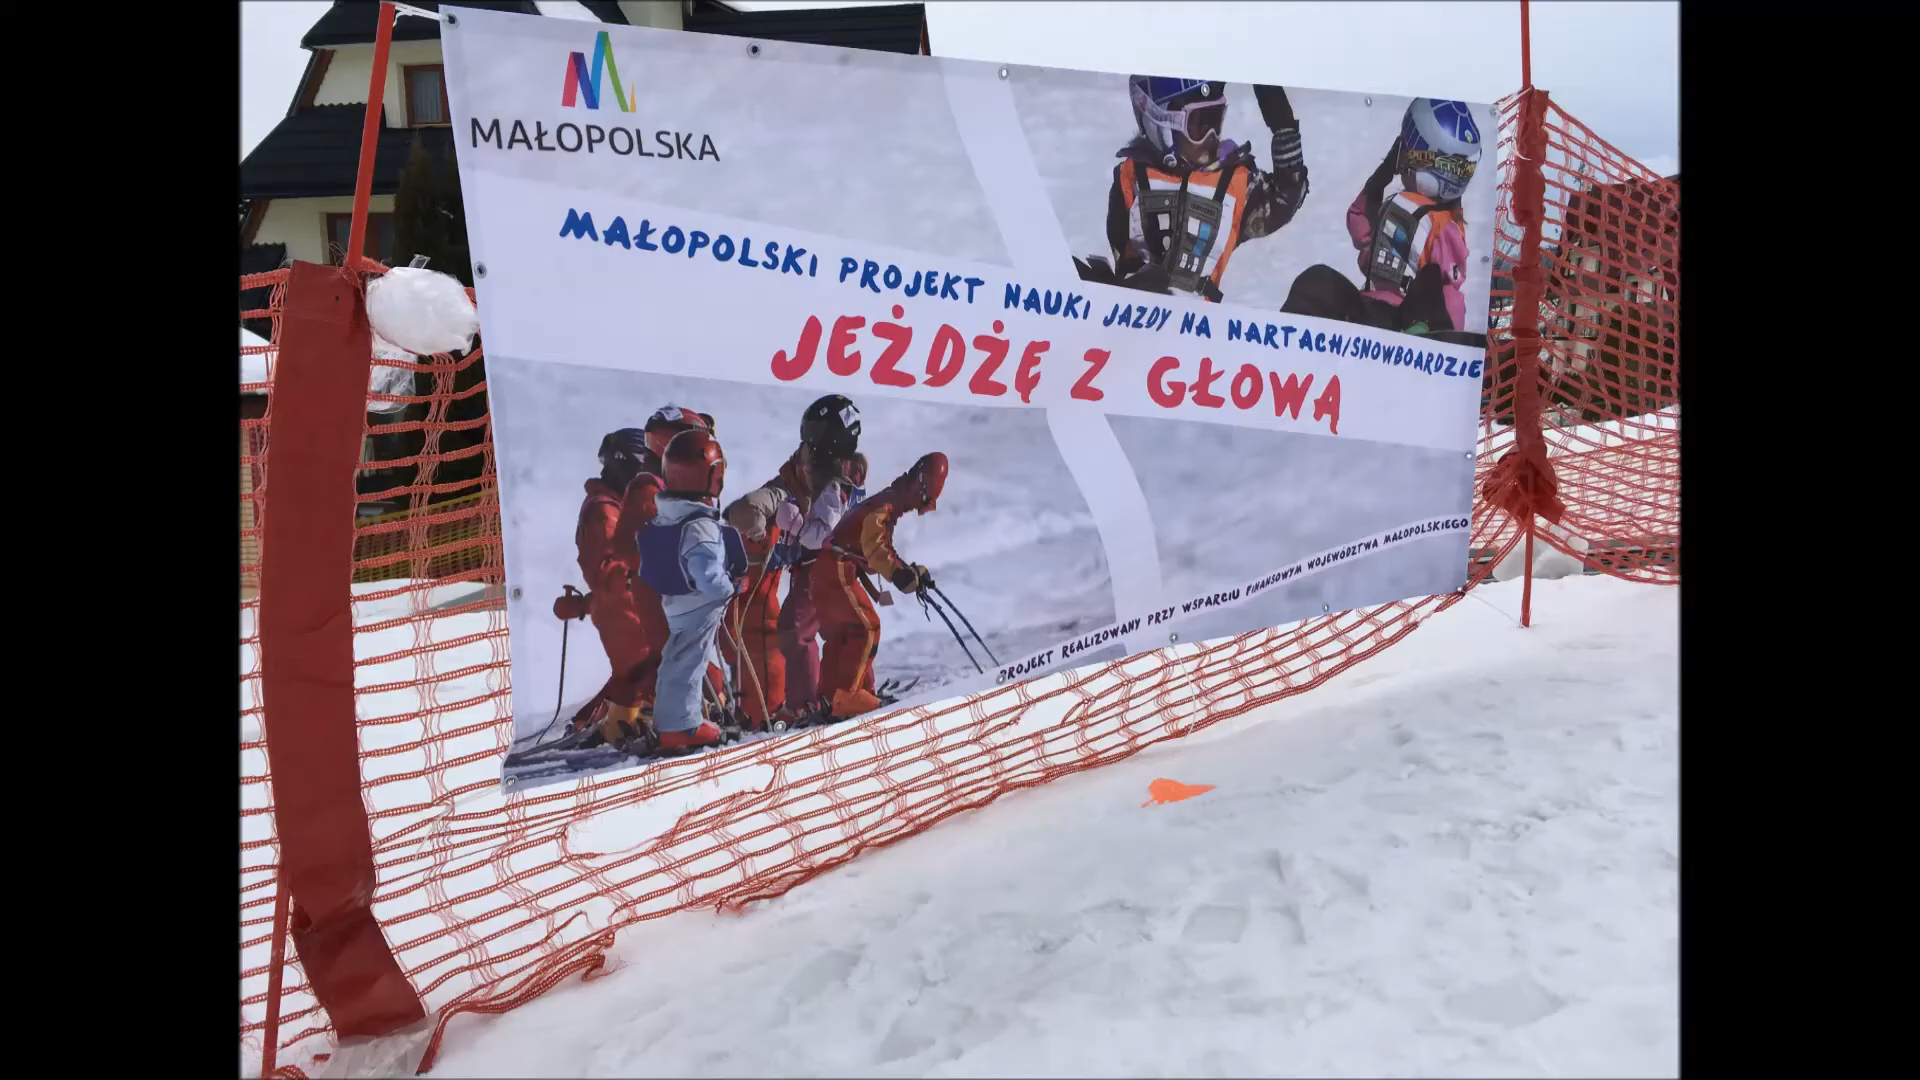 MAŁOPOLSKA
MAŁOPOLSKI PROJEKT NAUKI JAZDY NA NARTACH/SNOWBOARDZIE
JEŻDŻĘ Z GŁOWĄ
PROJEKT REALIZOWANY PRZY WSPARCIU FINANSOWYM WOJEWÓDZTWA MAŁOPOLSKIEGO